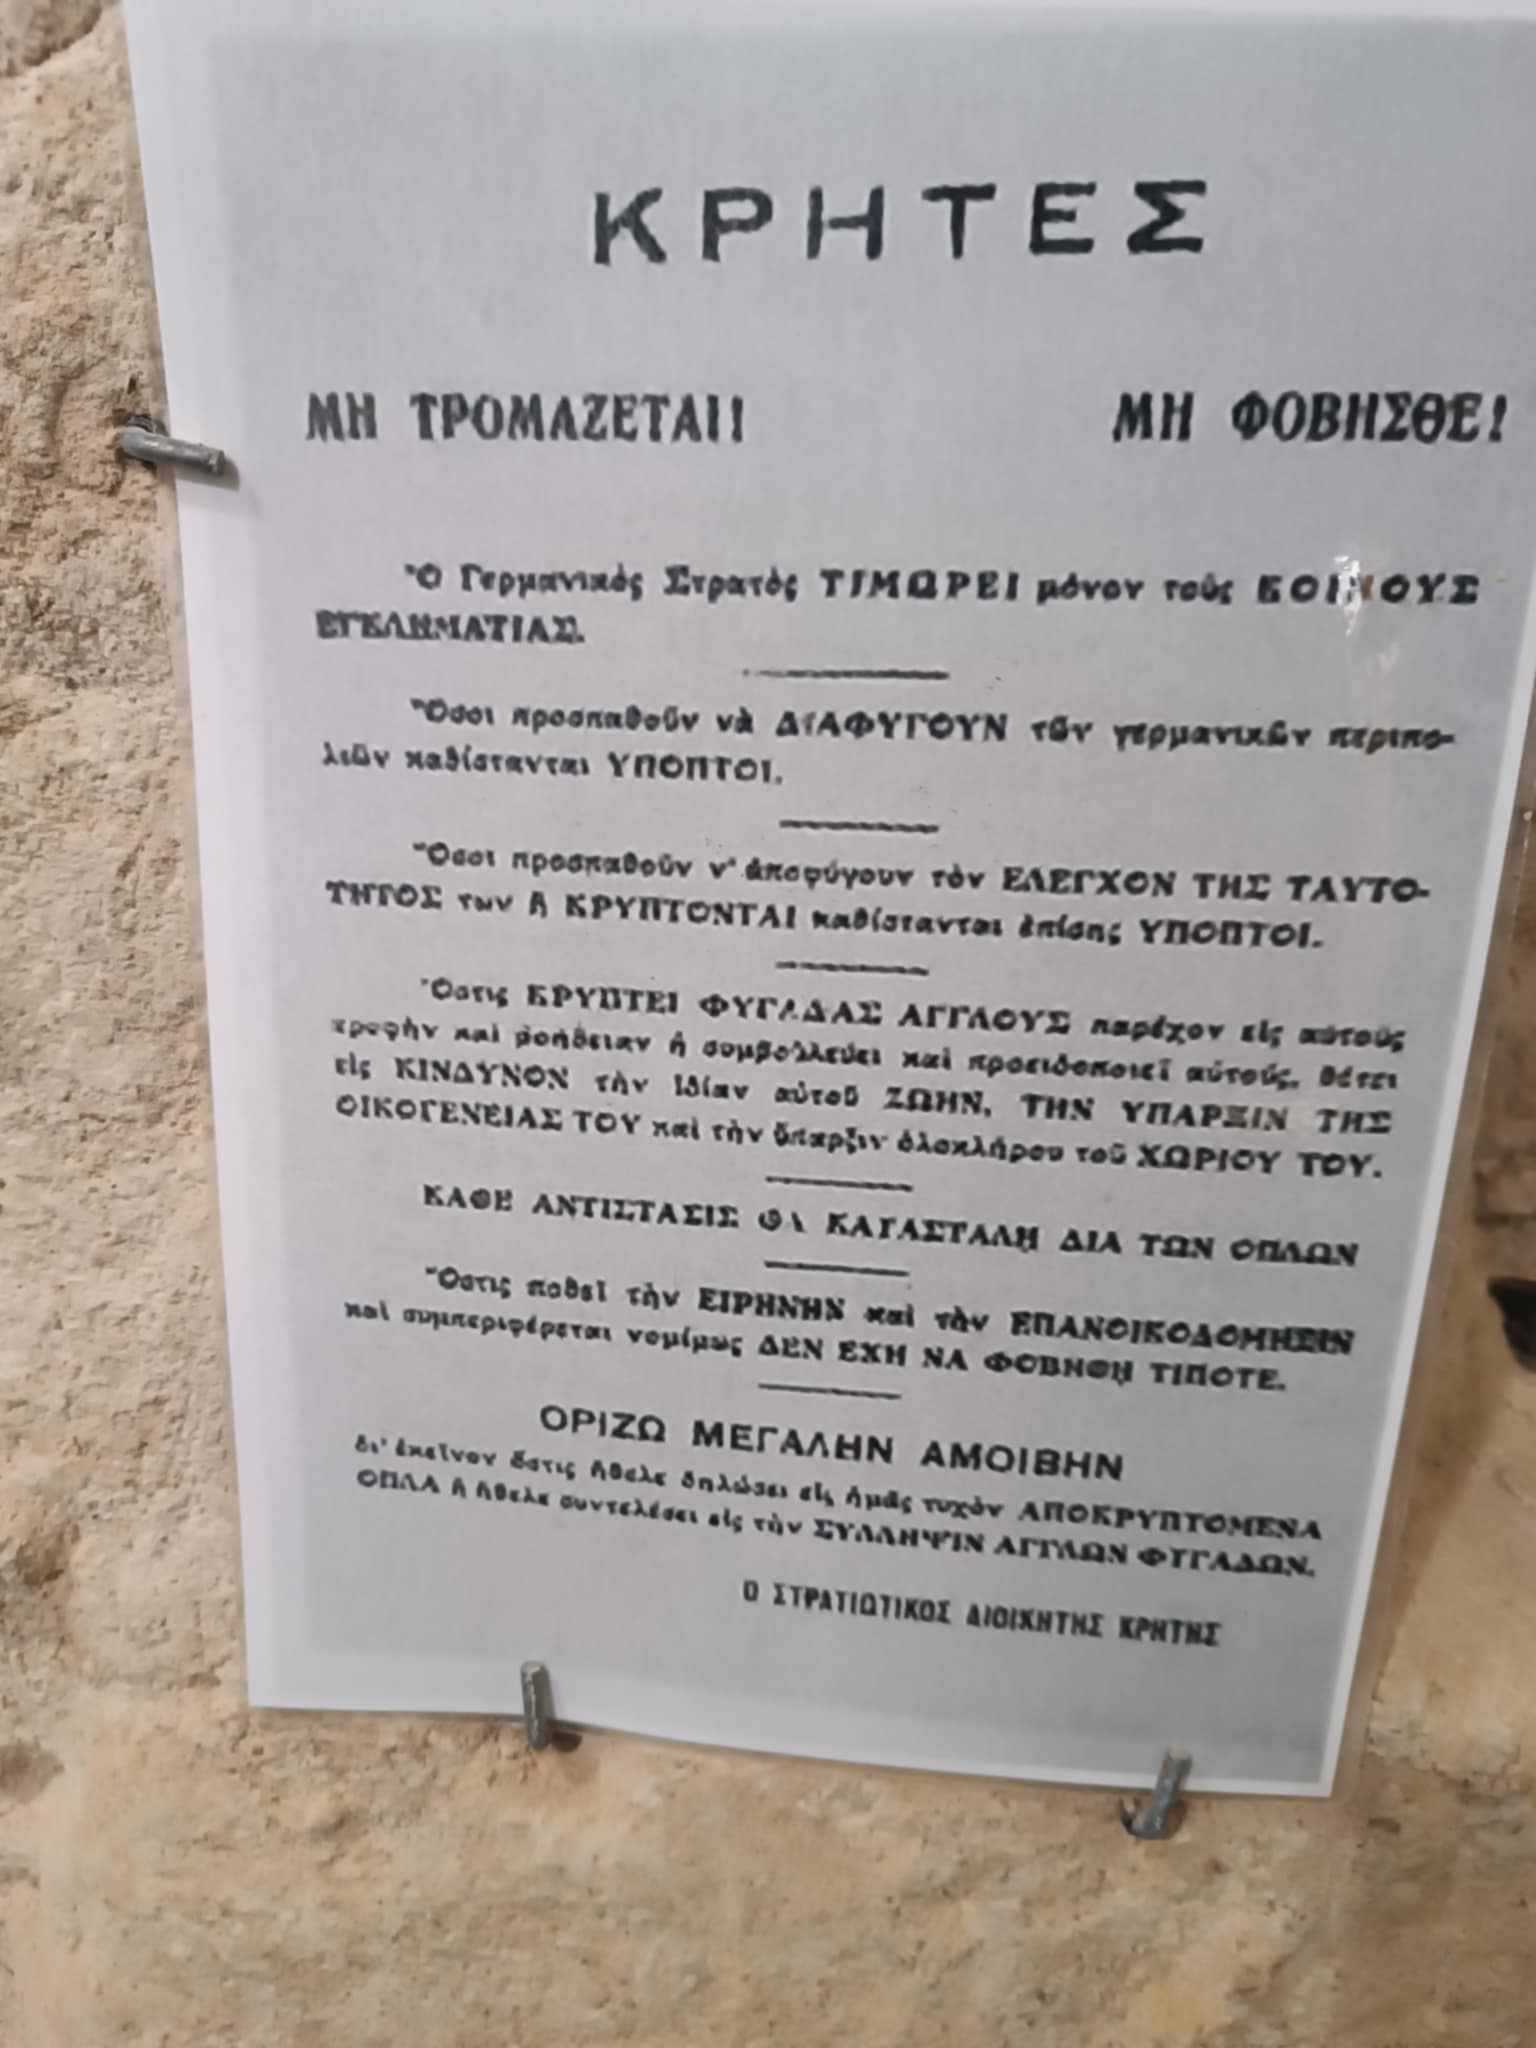 ΚΡΗΤΕΣ
ΜΗ ΤΡΟΜΑΖΕΤΑΙ! ΜΗ ΦΟΒΗΣΘΕ!
Ὁ Γερμανικὸς Στρατὸς ΤΙΜΩΡΕΙ μόνον τοὺς ΚΟΙΝΟΥΣ
ΕΓΚΛΗΜΑΤΙΑΣ.
Ὅσοι προσπαθοῦν νὰ ΔΙΑΦΥΓΟΥΝ τῶν γερμανικῶν περιπο-
λιῶν καθίστανται ΥΠΟΠΤΟΙ.
Ὅσοι προσπαθοῦν ν' ἀποφύγουν τὸν ΕΛΕΓΧΟΝ ΤΗΣ ΤΑΥΤΟ-
ΤΗΤΟΣ των ἢ ΚΡΥΠΤΟΝΤΑΙ καθίστανται ἐπίσης ΥΠΟΠΤΟΙ.
Ὅστις ΚΡΥΠΤΕΙ ΦΥΓΑΔΑΣ ΑΓΓΛΟΥΣ παρέχον εἰς αὐτοὺς
τροφὴν καὶ βοήθειαν ἢ συμβουλεύει καὶ προειδοποιεῖ αὐτούς, θέτει
εἰς ΚΙΝΔΥΝΟΝ τὴν ἰδίαν αὐτοῦ ΖΩΗΝ, ΤΗΝ ΥΠΑΡΞΙΝ ΤΗΣ
ΟΙΚΟΓΕΝΕΙΑΣ ΤΟΥ καὶ τὴν ὕπαρξιν ὁλοκλήρου τοῦ ΧΩΡΙΟΥ ΤΟΥ.
ΚΑΘΕ ΑΝΤΙΣΤΑΣΙΣ ΘΑ ΚΑΤΑΣΤΑΛΗ ΔΙΑ ΤΩΝ ΟΠΛΩΝ
Ὅστις ποθεῖ τὴν ΕΙΡΗΝΗΝ καὶ τὴν ΕΠΑΝΟΙΚΟΔΟΜΗΣΙΝ
καὶ συμπεριφέρεται νομίμως ΔΕΝ ΕΧΗ ΝΑ ΦΟΒΗΘΗ ΤΙΠΟΤΕ.
ΟΡΙΖΩ ΜΕΓΑΛΗΝ ΑΜΟΙΒΗΝ
δι' ἐκεῖνον ὅστις ἤθελε δηλώσει εἰς ἡμᾶς τυχὸν ΑΠΟΚΡΥΠΤΟΜΕΝΑ
ΟΠΛΑ ἢ ἤθελε συντελέσει εἰς τὴν ΣΥΛΛΗΨΙΝ ΑΓΓΛΩΝ ΦΥΓΑΔΩΝ.
Ο ΣΤΡΑΤΙΩΤΙΚΟΣ ΔΙΟΙΚΗΤΗΣ ΚΡΗΤΗΣ